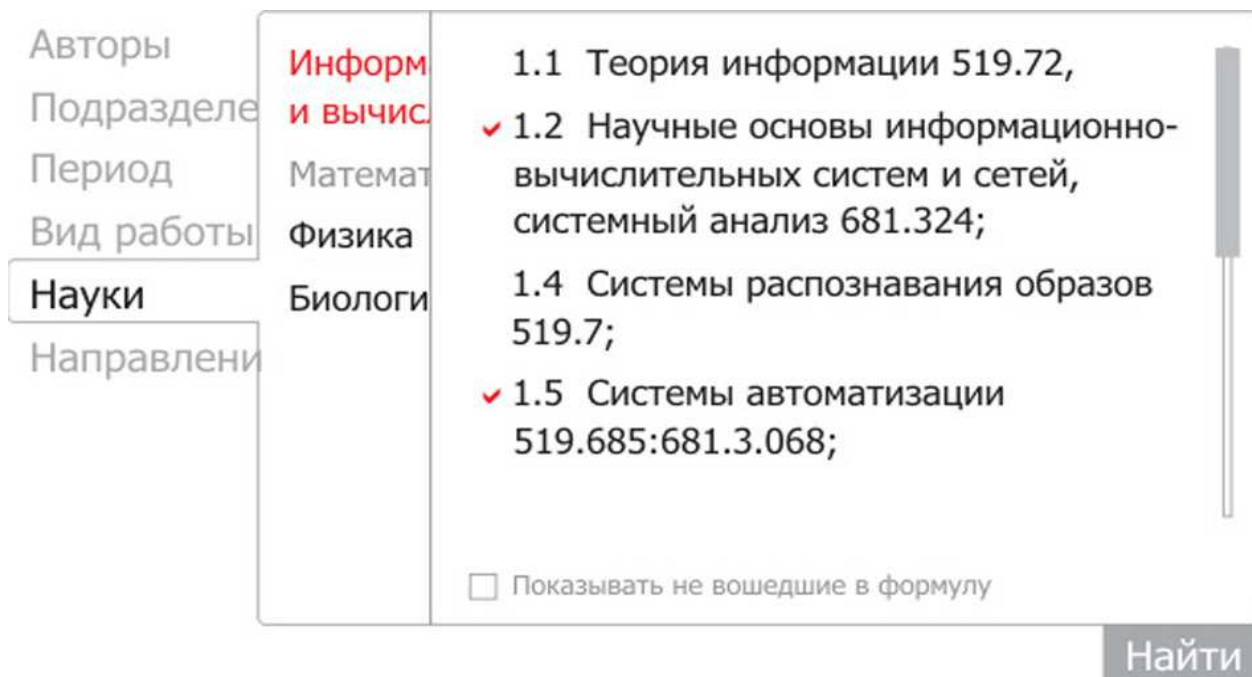 Авторы
Подразделе
Период
Вид работы
Науки
Направлени
Информ
и вычис
Математ
Физика
Биологи
1.1 Теория информации 519.72,
1.2 Научные основы информационно-
вычислительных систем и сетей,
системный анализ 681.324;
1.4 Системы распознавания образов
519.7;
1.5 Системы автоматизации
519.685:681.3.068;
Показывать не вошедшие в формулу
Найти